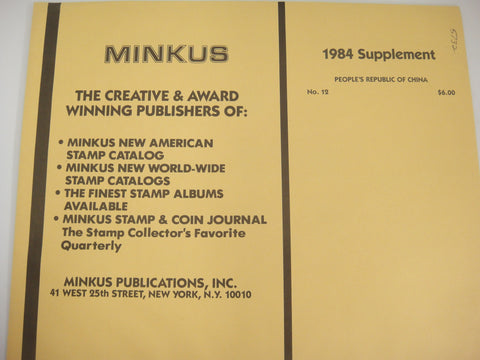 MINKUS
THE CREATIVE & AWARD
WINNING PUBLISHERS OF:
• MINKUS NEW AMERICAN
STAMP CATALOG
• MINKUS NEW WORLD-WIDE
STAMP CATALOGS
• THE FINEST STAMP ALBUMS
AVAILABLE
• MINKUS STAMP & COIN JOURNAL
The Stamp Collector's Favorite
Quarterly
MINKUS PUBLICATIONS, INC.
41 WEST 25th STREET, NEW YORK, N.Y. 10010
1984 Supplement
PEOPLE'S REPUBLIC OF CHINA
No. 12 $6.00